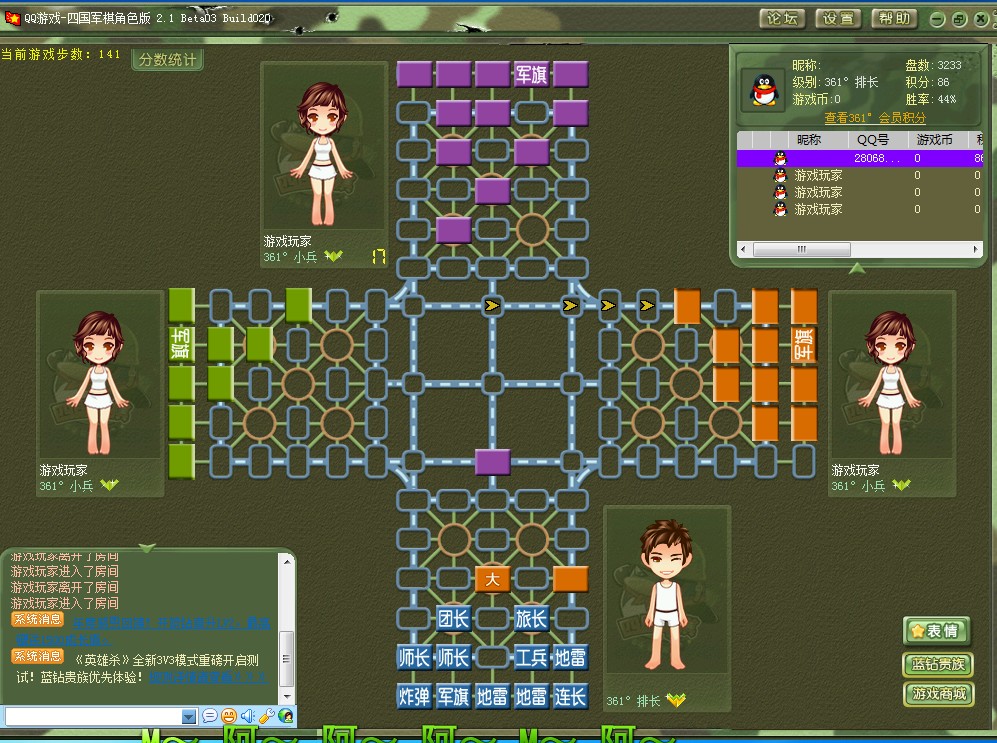 QQ游戏-四国军棋角色版 2.1 Beta03 Build020
论坛 设置 帮助
当前游戏步数: 141
分数统计
昵称:
盘数: 3233
级别: 361° 排长
积分: 86
游戏币:0
胜率: 44%
查看361° 会员积分
昵称 QQ号 游戏币 积
28068... 0 86
游戏玩家 0 0
游戏玩家 0 0
游戏玩家 0 0
军旗
游戏玩家
361° 小兵
17
军旗
军旗
游戏玩家
361° 小兵
游戏玩家
361° 小兵
大
团长 旅长
师长 师长 工兵 地雷
炸弹 军旗 地雷 地雷 连长
361° 排长
游戏玩家离开了房间
游戏玩家进入了房间
游戏玩家离开了房间
游戏玩家进入了房间
系统消息
系统消息 《英雄杀》全新3V3模式重磅开启测
试! 蓝钻贵族优先体验!
表情
蓝钻贵族
游戏商城
M~ 阿~ 阿~ 阿~ M~ 阿~